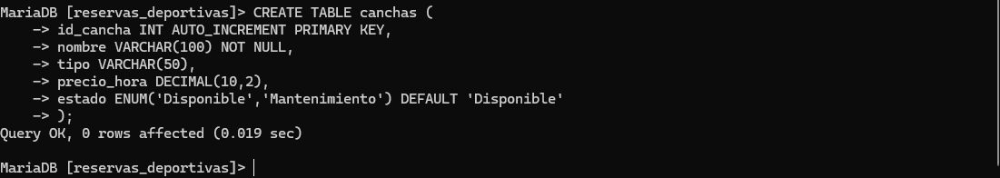 MariaDB [reservas_deportivas]> CREATE TABLE canchas (
    -> id_cancha INT AUTO_INCREMENT PRIMARY KEY,
    -> nombre VARCHAR(100) NOT NULL,
    -> tipo VARCHAR(50),
    -> precio_hora DECIMAL(10,2),
    -> estado ENUM('Disponible','Mantenimiento') DEFAULT 'Disponible'
    -> );
Query OK, 0 rows affected (0.019 sec)
MariaDB [reservas_deportivas]>